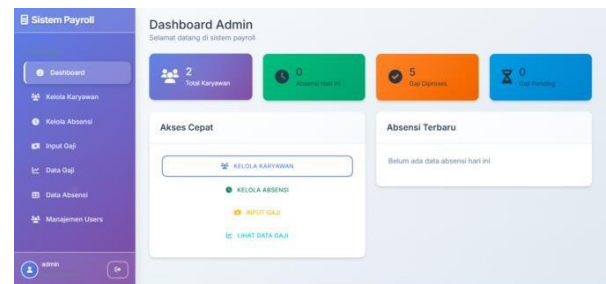 Sistem Payroll
Dashboard
Kelola Karyawan
Kelola Absensi
Input Gaji
Data Gaji
Data Absensi
Manajemen Users
admin
Dashboard Admin
Selamat datang di sistem payroll
2
Total Karyawan
0
Absensi Hari Ini
5
Gaji Diproses
0
Gaji Pending
Akses Cepat
KELOLA KARYAWAN
KELOLA ABSENSI
INPUT GAJI
LIHAT DATA GAJI
Absensi Terbaru
Belum ada data absensi hari ini